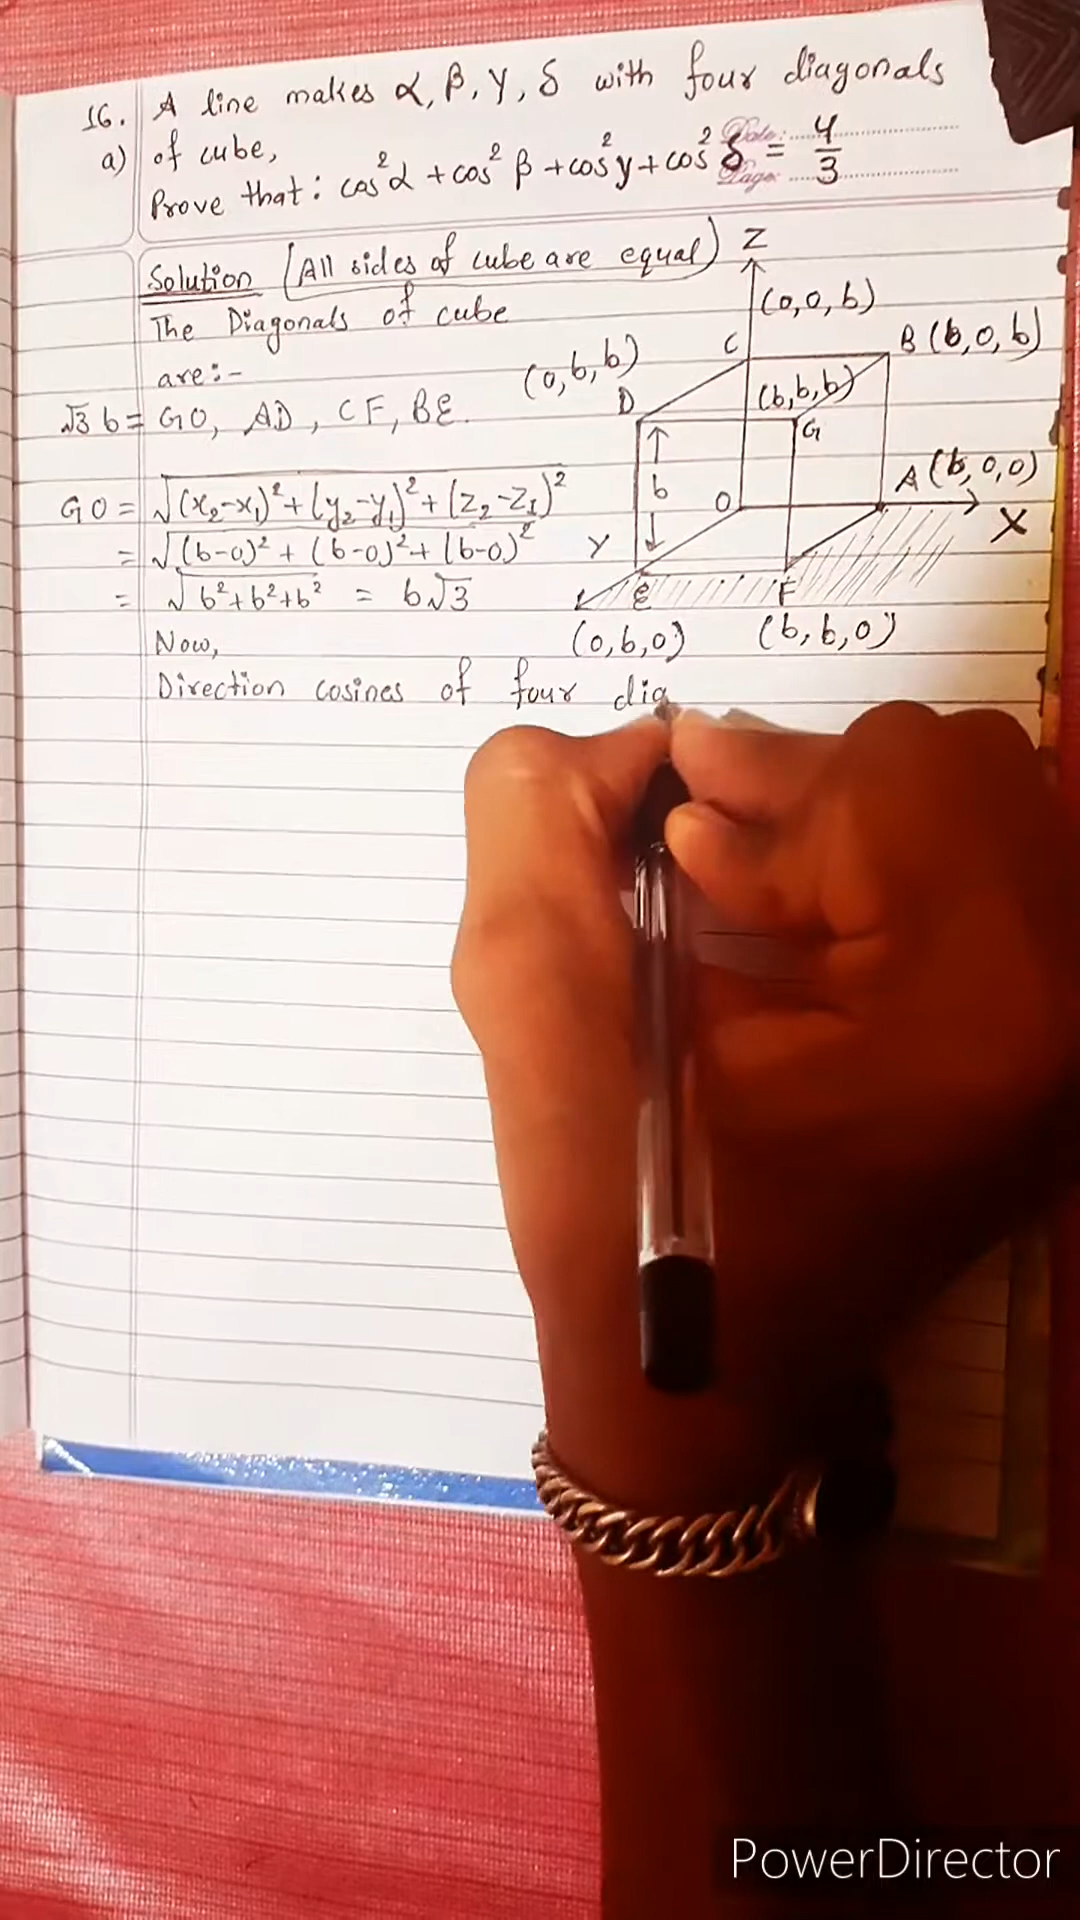 16. A line makes α, β, γ, δ with four diagonals
a) of cube,
Date:
Prove that: cos²α + cos²β + cos²γ + cos²δ = 4/3
Page:
Solution (All sides of cube are equal)
Z
The Diagonals of cube
(0,0,b)
are:-
(0,b,b)
C
B (b,0,b)
D
(b,b,b)
√3 b = GO, AD, CF, BE.
G
b
O
A (b,0,0)
X
GO = √(x₂-x₁)²+(y₂-y₁)²+(z₂-z₁)²
= √(b-0)² + (b-0)²+ (b-0)²
Y
= √b²+b²+b² = b√3
E
F
Now,
(0,b,0)
(b,b,0)
Direction cosines of four dia
PowerDirector